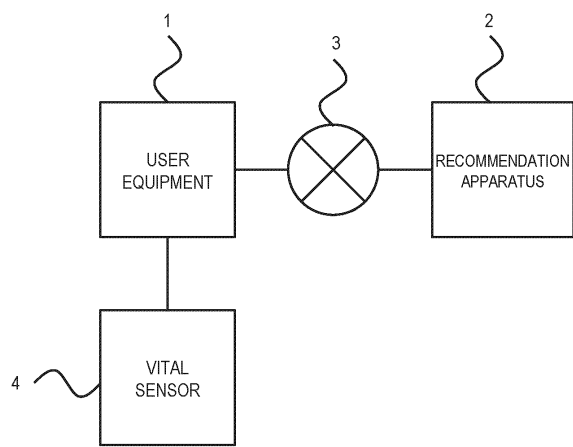 1
3
2
USER
EQUIPMENT
RECOMMENDATION
APPARATUS
4
VITAL
SENSOR